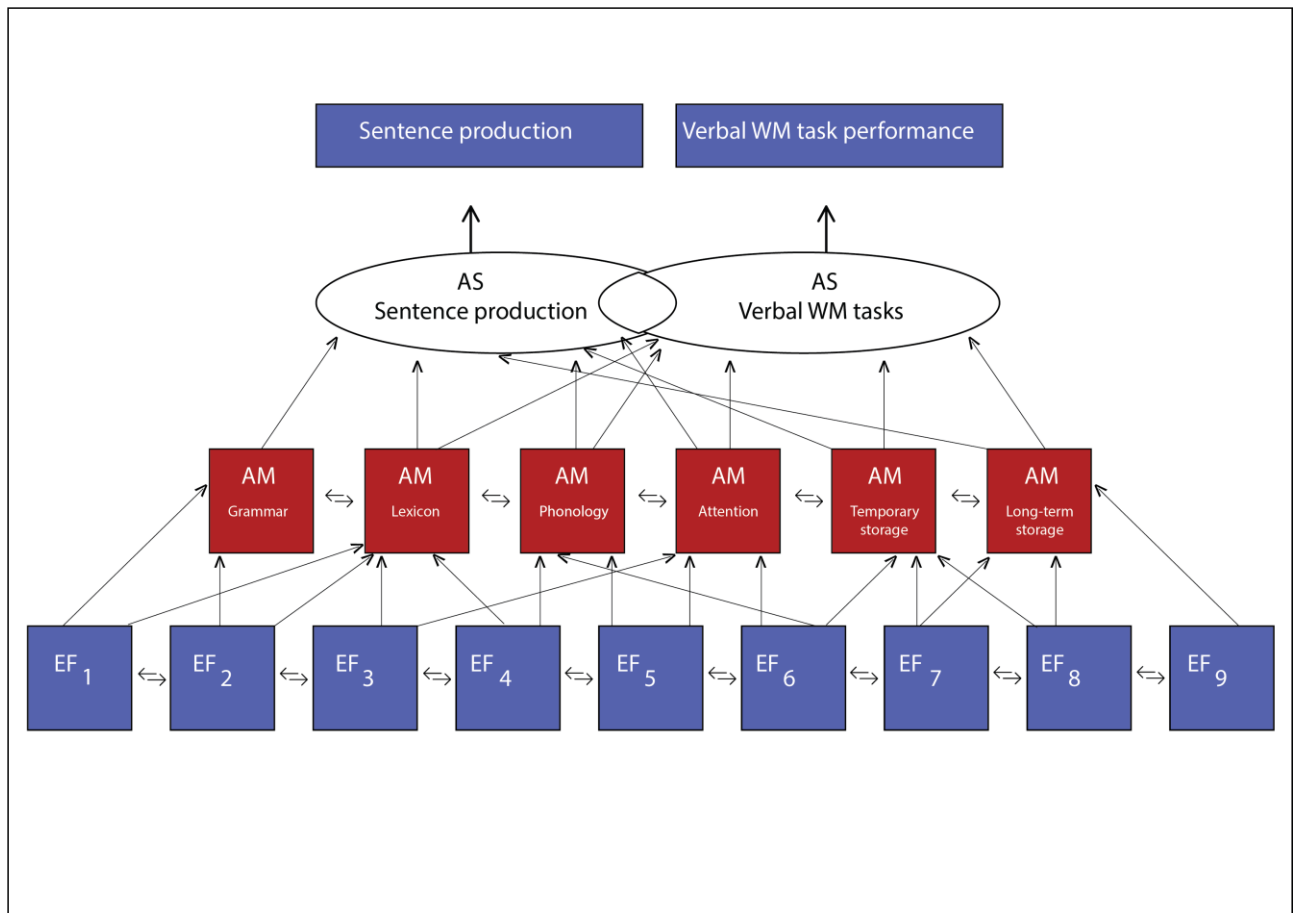 Sentence production
Verbal WM task performance
AS
Sentence production
AS
Verbal WM tasks
AM
Grammar
AM
Lexicon
AM
Phonology
AM
Attention
AM
Temporary
storage
AM
Long-term
storage
EF 1
EF 2
EF 3
EF 4
EF 5
EF 6
EF 7
EF 8
EF 9